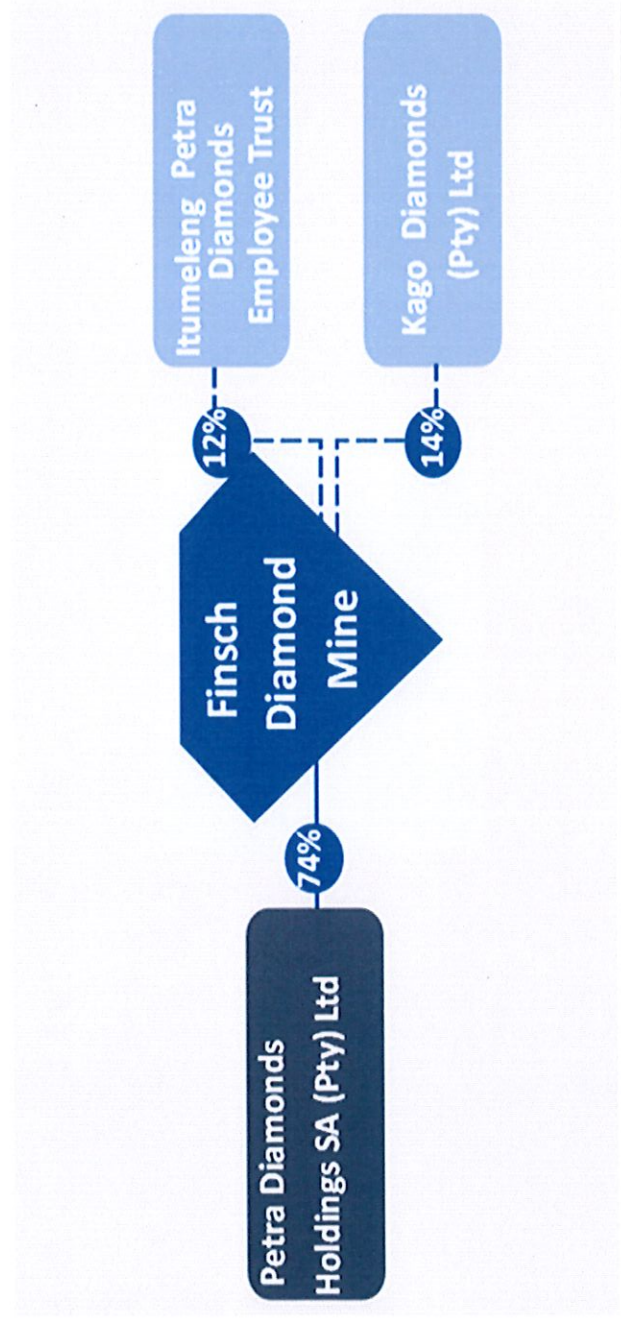 Petra Diamonds
Holdings SA (Pty) Ltd
74%
Finsch
Diamond
Mine
12%
14%
Itumeleng Petra
Diamonds
Employee Trust
Kago Diamonds
(Pty) Ltd